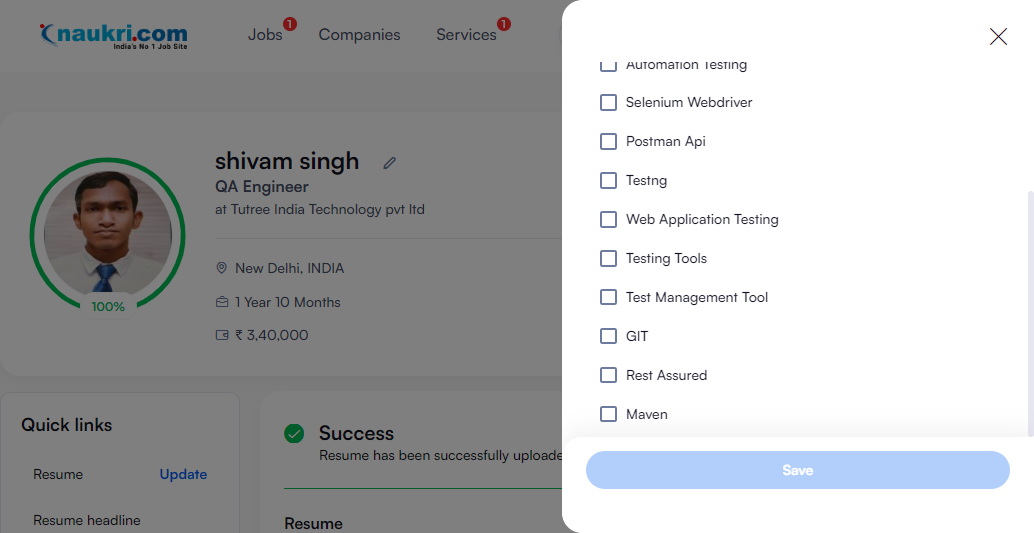 naukri.com
India's No 1 Job Site
Jobs 1
Companies
Services 1
shivam singh
QA Engineer
at Tutree India Technology pvt ltd
New Delhi, INDIA
1 Year 10 Months
₹ 3,40,000
100%
Quick links
Resume Update
Resume headline
Success
Resume has been successfully uploade
Resume
Automation Testing
Selenium Webdriver
Postman Api
Testng
Web Application Testing
Testing Tools
Test Management Tool
GIT
Rest Assured
Maven
Save